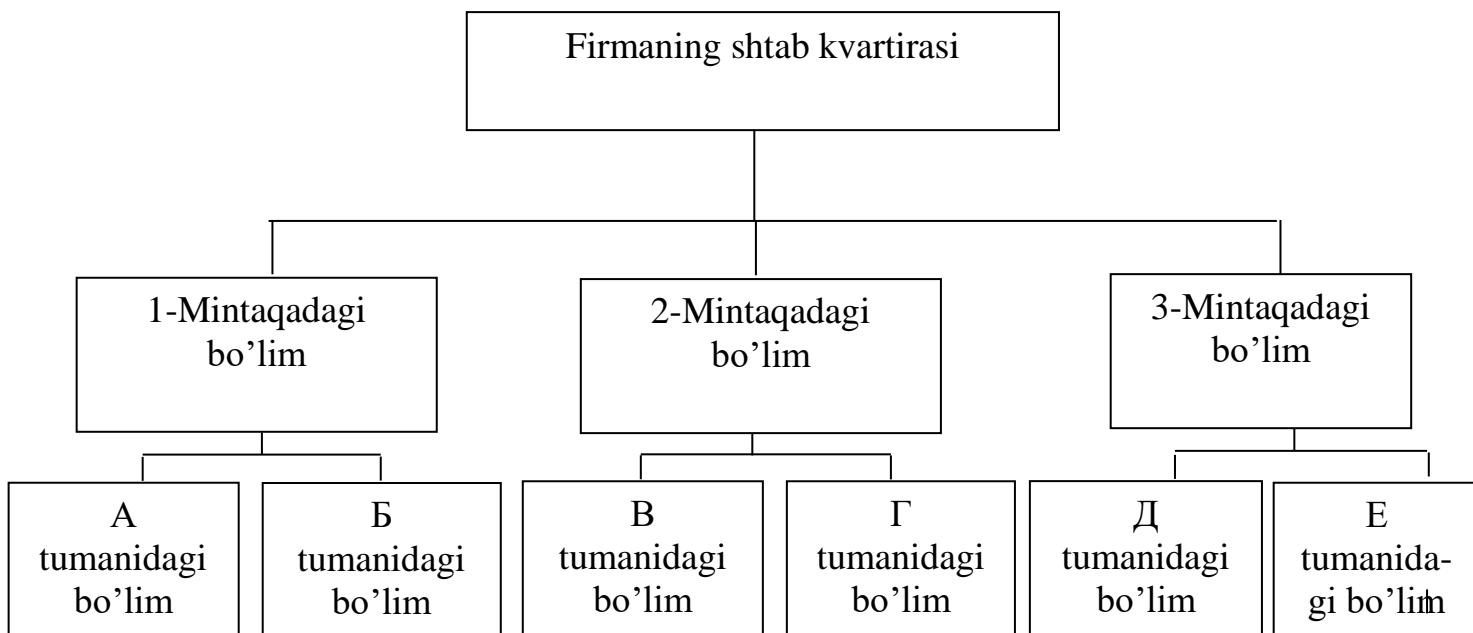 Firmaning shtab kvartirasi
1-Mintaqadagi
bo’lim
2-Mintaqadagi
bo’lim
3-Mintaqadagi
bo’lim
А
tumanidagi
bo’lim
Б
tumanidagi
bo’lim
В
tumanidagi
bo’lim
Г
tumanidagi
bo’lim
Д
tumanidagi
bo’lim
Е
tumanida-
gi bo’lim